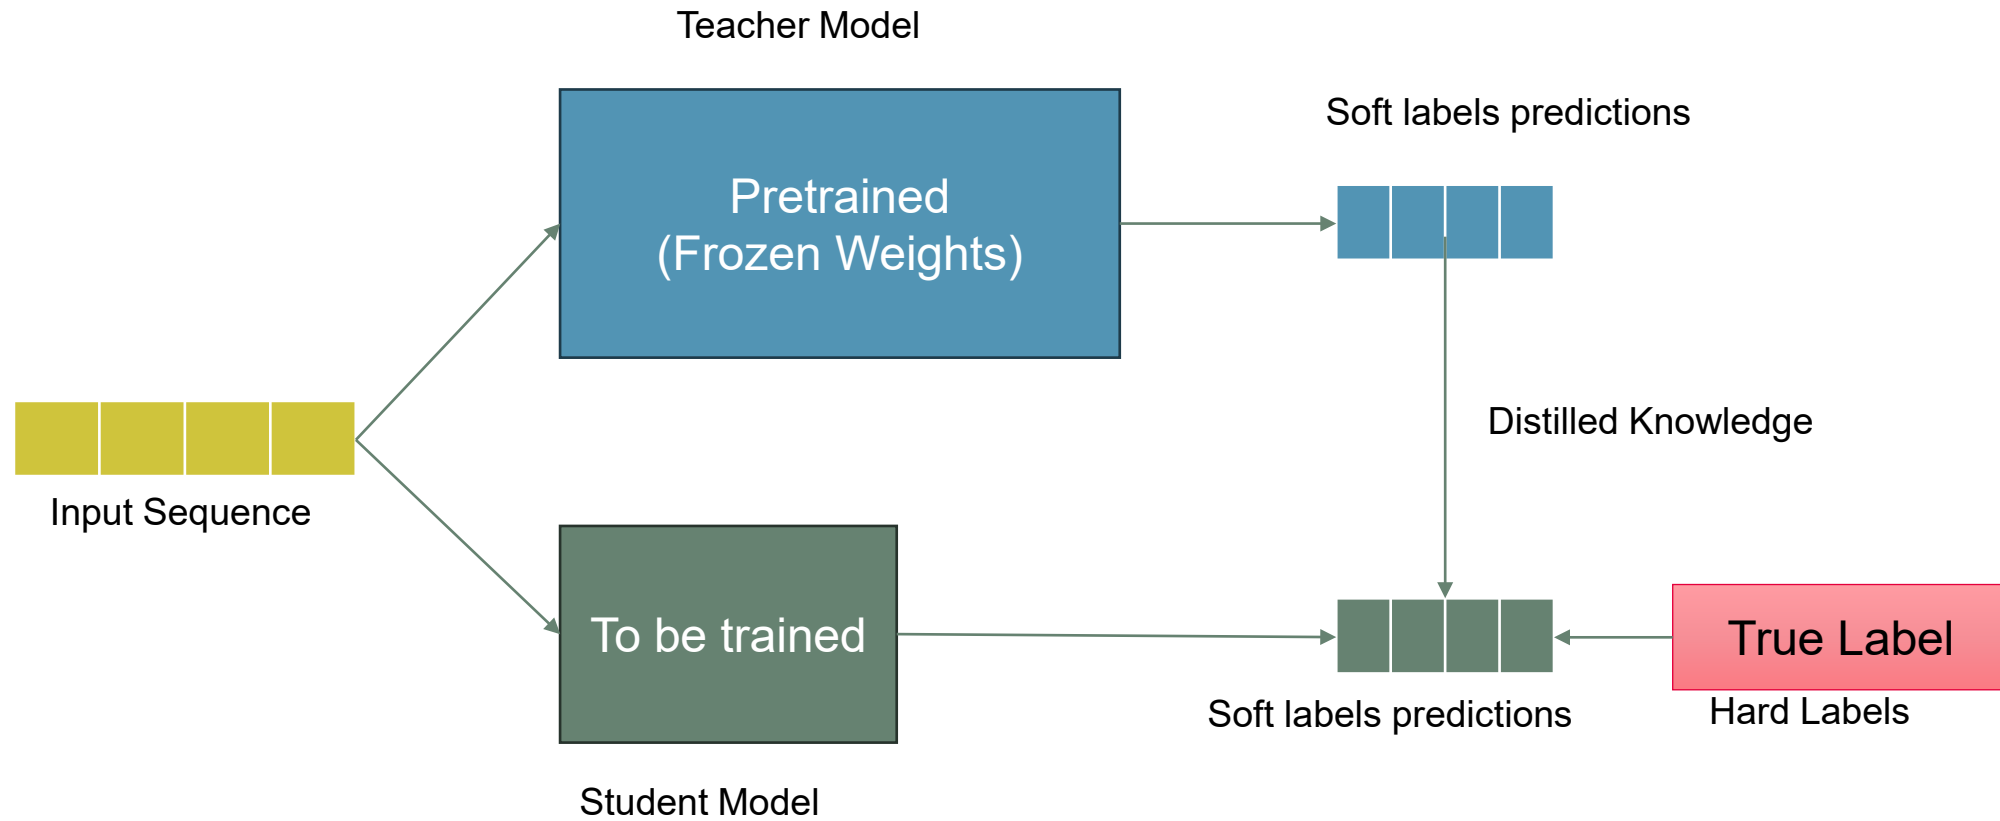 Teacher Model
Soft labels predictions
Pretrained
(Frozen Weights)
Distilled Knowledge
Input Sequence
To be trained
True Label
Soft labels predictions
Hard Labels
Student Model